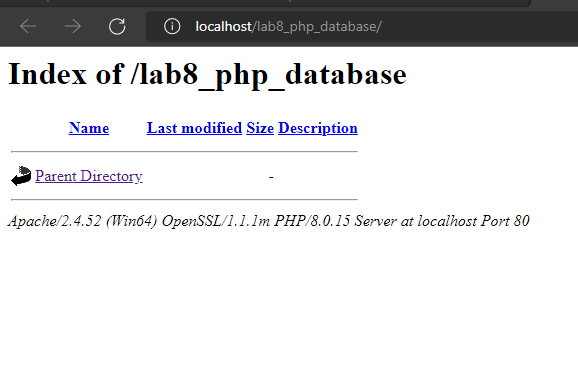 localhost/lab8_php_database/
Index of /lab8_php_database
Name Last modified Size Description
Parent Directory -
Apache/2.4.52 (Win64) OpenSSL/1.1.1m PHP/8.0.15 Server at localhost Port 80